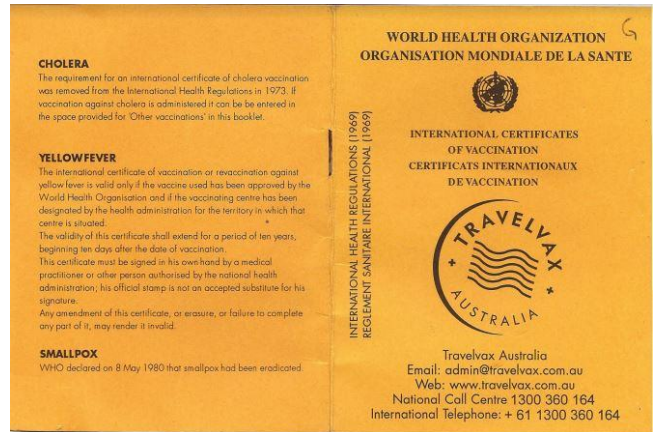 CHOLERA
The requirement for an international certificate of cholera vaccination
was removed from the International Health Regulations in 1973. If
vaccination against cholera is administered it can be be entered in
the space provided for 'Other vaccinations' in this booklet.
YELLOW FEVER
The international certificate of vaccination or revaccination against
yellow fever is valid only if the vaccine used has been approved by the
World Health Organisation and if the vaccinating centre has been
designated by the health administration for the territory in which that
centre is situated.
The validity of this certificate shall extend for a period of ten years,
beginning ten days after the date of vaccination.
This certificate must be signed in his own hand by a medical
practitioner or other person authorised by the national health
administration; his official stamp is not an accepted substitute for his
signature.
Any amendment of this certificate, or erasure, or failure to complete
any part of it, may render it invalid.
SMALLPOX
WHO declared on 8 May 1980 that smallpox had been eradicated.
INTERNATIONAL HEALTH REGULATIONS (1969)
REGLEMENT SANITAIRE INTERNATIONAL (1969)
G
WORLD HEALTH ORGANIZATION
ORGANISATION MONDIALE DE LA SANTE
INTERNATIONAL CERTIFICATES
OF VACCINATION
CERTIFICATS INTERNATIONAUX
DE VACCINATION
TRAVELVAX
AUSTRALIA
Travelvax Australia
Email: admin@travelvax.com.au
Web: www.travelvax.com.au
National Call Centre 1300 360 164
International Telephone: + 61 1300 360 164